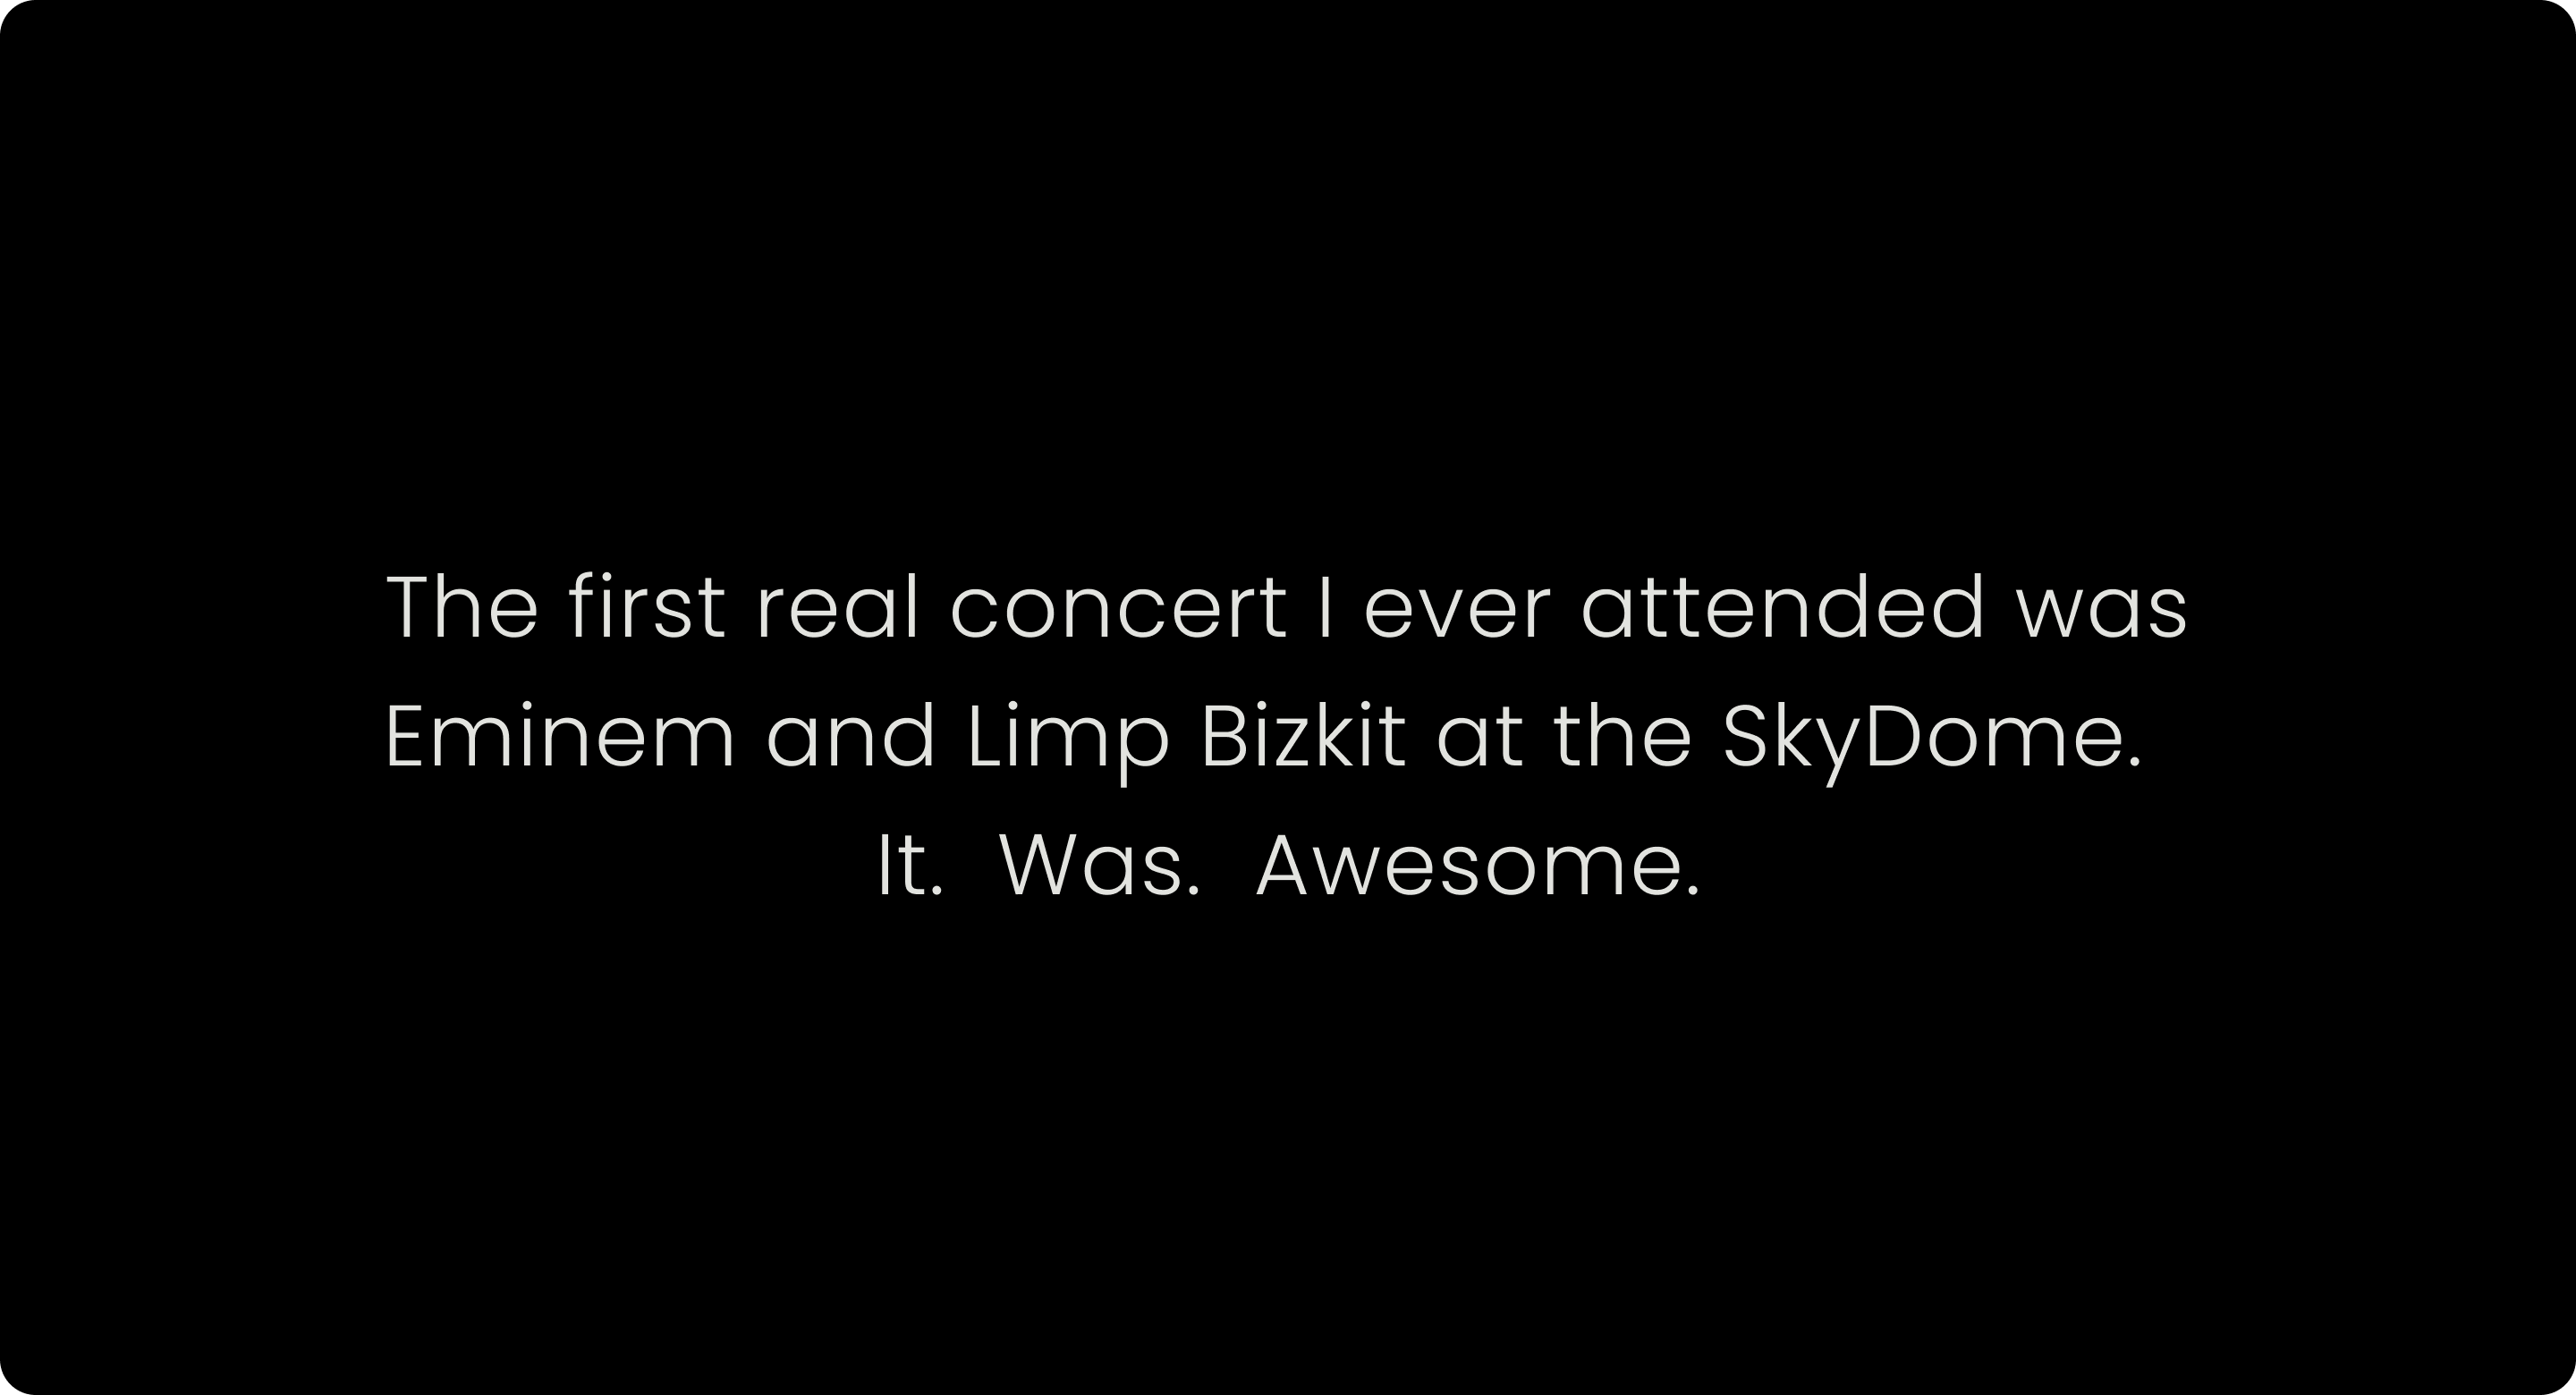 The first real concert I ever attended was
Eminem and Limp Bizkit at the SkyDome.
It.  Was.  Awesome.